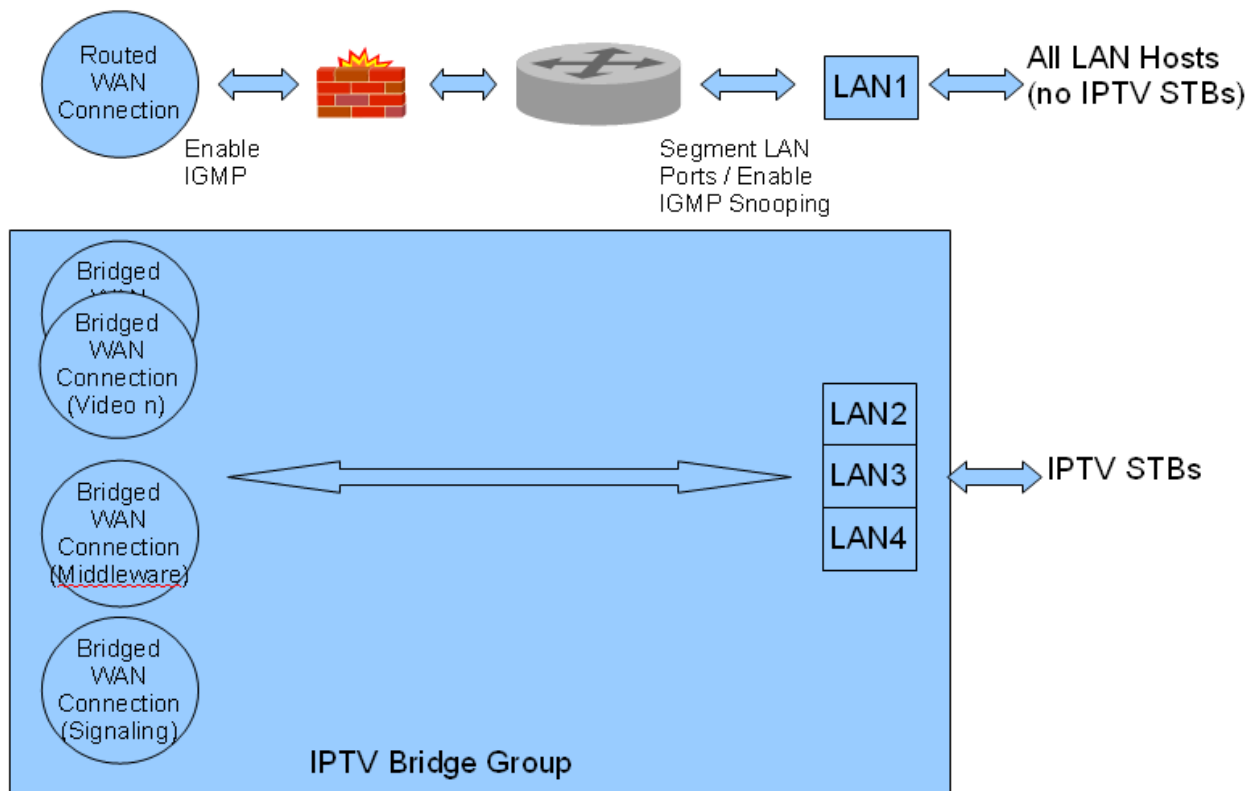 Routed
WAN
Connection
Enable
IGMP
Segment LAN
Ports / Enable
IGMP Snooping
LAN1
All LAN Hosts
(no IPTV STBs)
Bridged
WAN
Bridged
WAN
Connection
(Video n)
Bridged
WAN
Connection
(Middleware)
Bridged
WAN
Connection
(Signaling)
LAN2
LAN3
LAN4
IPTV STBs
IPTV Bridge Group